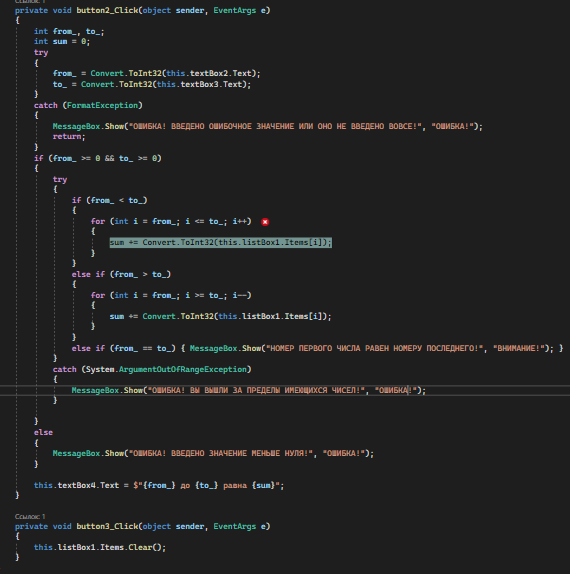 Ссылок: 1
private void button2_Click(object sender, EventArgs e)
{
int from_, to_;
int sum = 0;
try
{
from_ = Convert.ToInt32(this.textBox2.Text);
to_ = Convert.ToInt32(this.textBox3.Text);
}
catch (FormatException)
{
MessageBox.Show("ОШИБКА! ВВЕДЕНО ОШИБОЧНОЕ ЗНАЧЕНИЕ ИЛИ ОНО НЕ ВВЕДЕНО ВОВСЕ!", "ОШИБКА!");
return;
}
if (from_ >= 0 && to_ >= 0)
{
try
{
if (from_ < to_)
{
for (int i = from_; i <= to_; i++)
{
sum += Convert.ToInt32(this.listBox1.Items[i]);
}
}
else if (from_ > to_)
{
for (int i = from_; i >= to_; i--)
{
sum += Convert.ToInt32(this.listBox1.Items[i]);
}
}
else if (from_ == to_) { MessageBox.Show("НОМЕР ПЕРВОГО ЧИСЛА РАВЕН НОМЕРУ ПОСЛЕДНЕГО!", "ВНИМАНИЕ!"); }
}
catch (System.ArgumentOutOfRangeException)
{
MessageBox.Show("ОШИБКА! ВЫ ВЫШЛИ ЗА ПРЕДЕЛЫ ИМЕЮЩИХСЯ ЧИСЕЛ!", "ОШИБКА!");
}
}
else
{
MessageBox.Show("ОШИБКА! ВВЕДЕНО ЗНАЧЕНИЕ МЕНЬШЕ НУЛЯ!", "ОШИБКА!");
}
this.textBox4.Text = $"{from_} до {to_} равна {sum}";
}
Ссылок: 1
private void button3_Click(object sender, EventArgs e)
{
this.listBox1.Items.Clear();
}